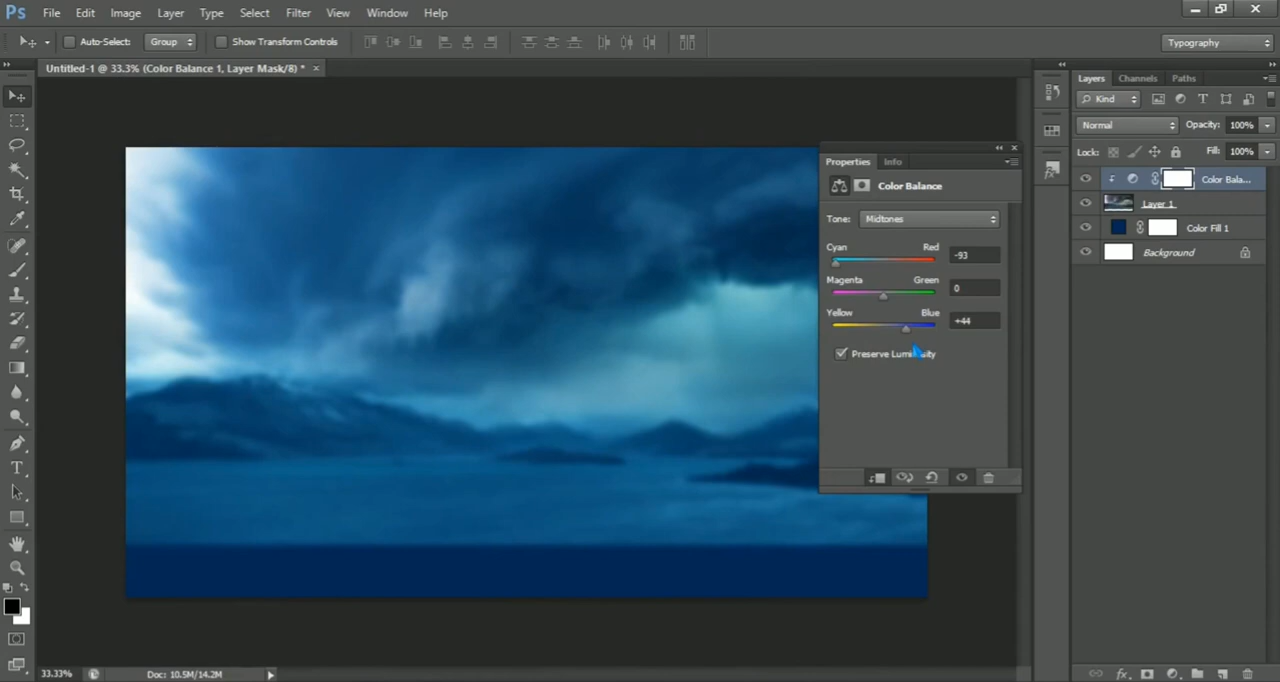 Ps File Edit Image Layer Type Select Filter View Window Help
Auto-Select: Group Show Transform Controls Typography
Untitled-1 @ 33.3% (Color Balance 1, Layer Mask/8) * ×
Layers Channels Paths
Kind
Normal Opacity: 100%
Lock: Fill: 100%
Color Bala...
Layer 1
Color Fill 1
Background
Properties Info
Color Balance
Tone: Midtones
Cyan Red -93
Magenta Green 0
Yellow Blue +44
Preserve Luminosity
33.33% Doc: 10.5M/14.2M